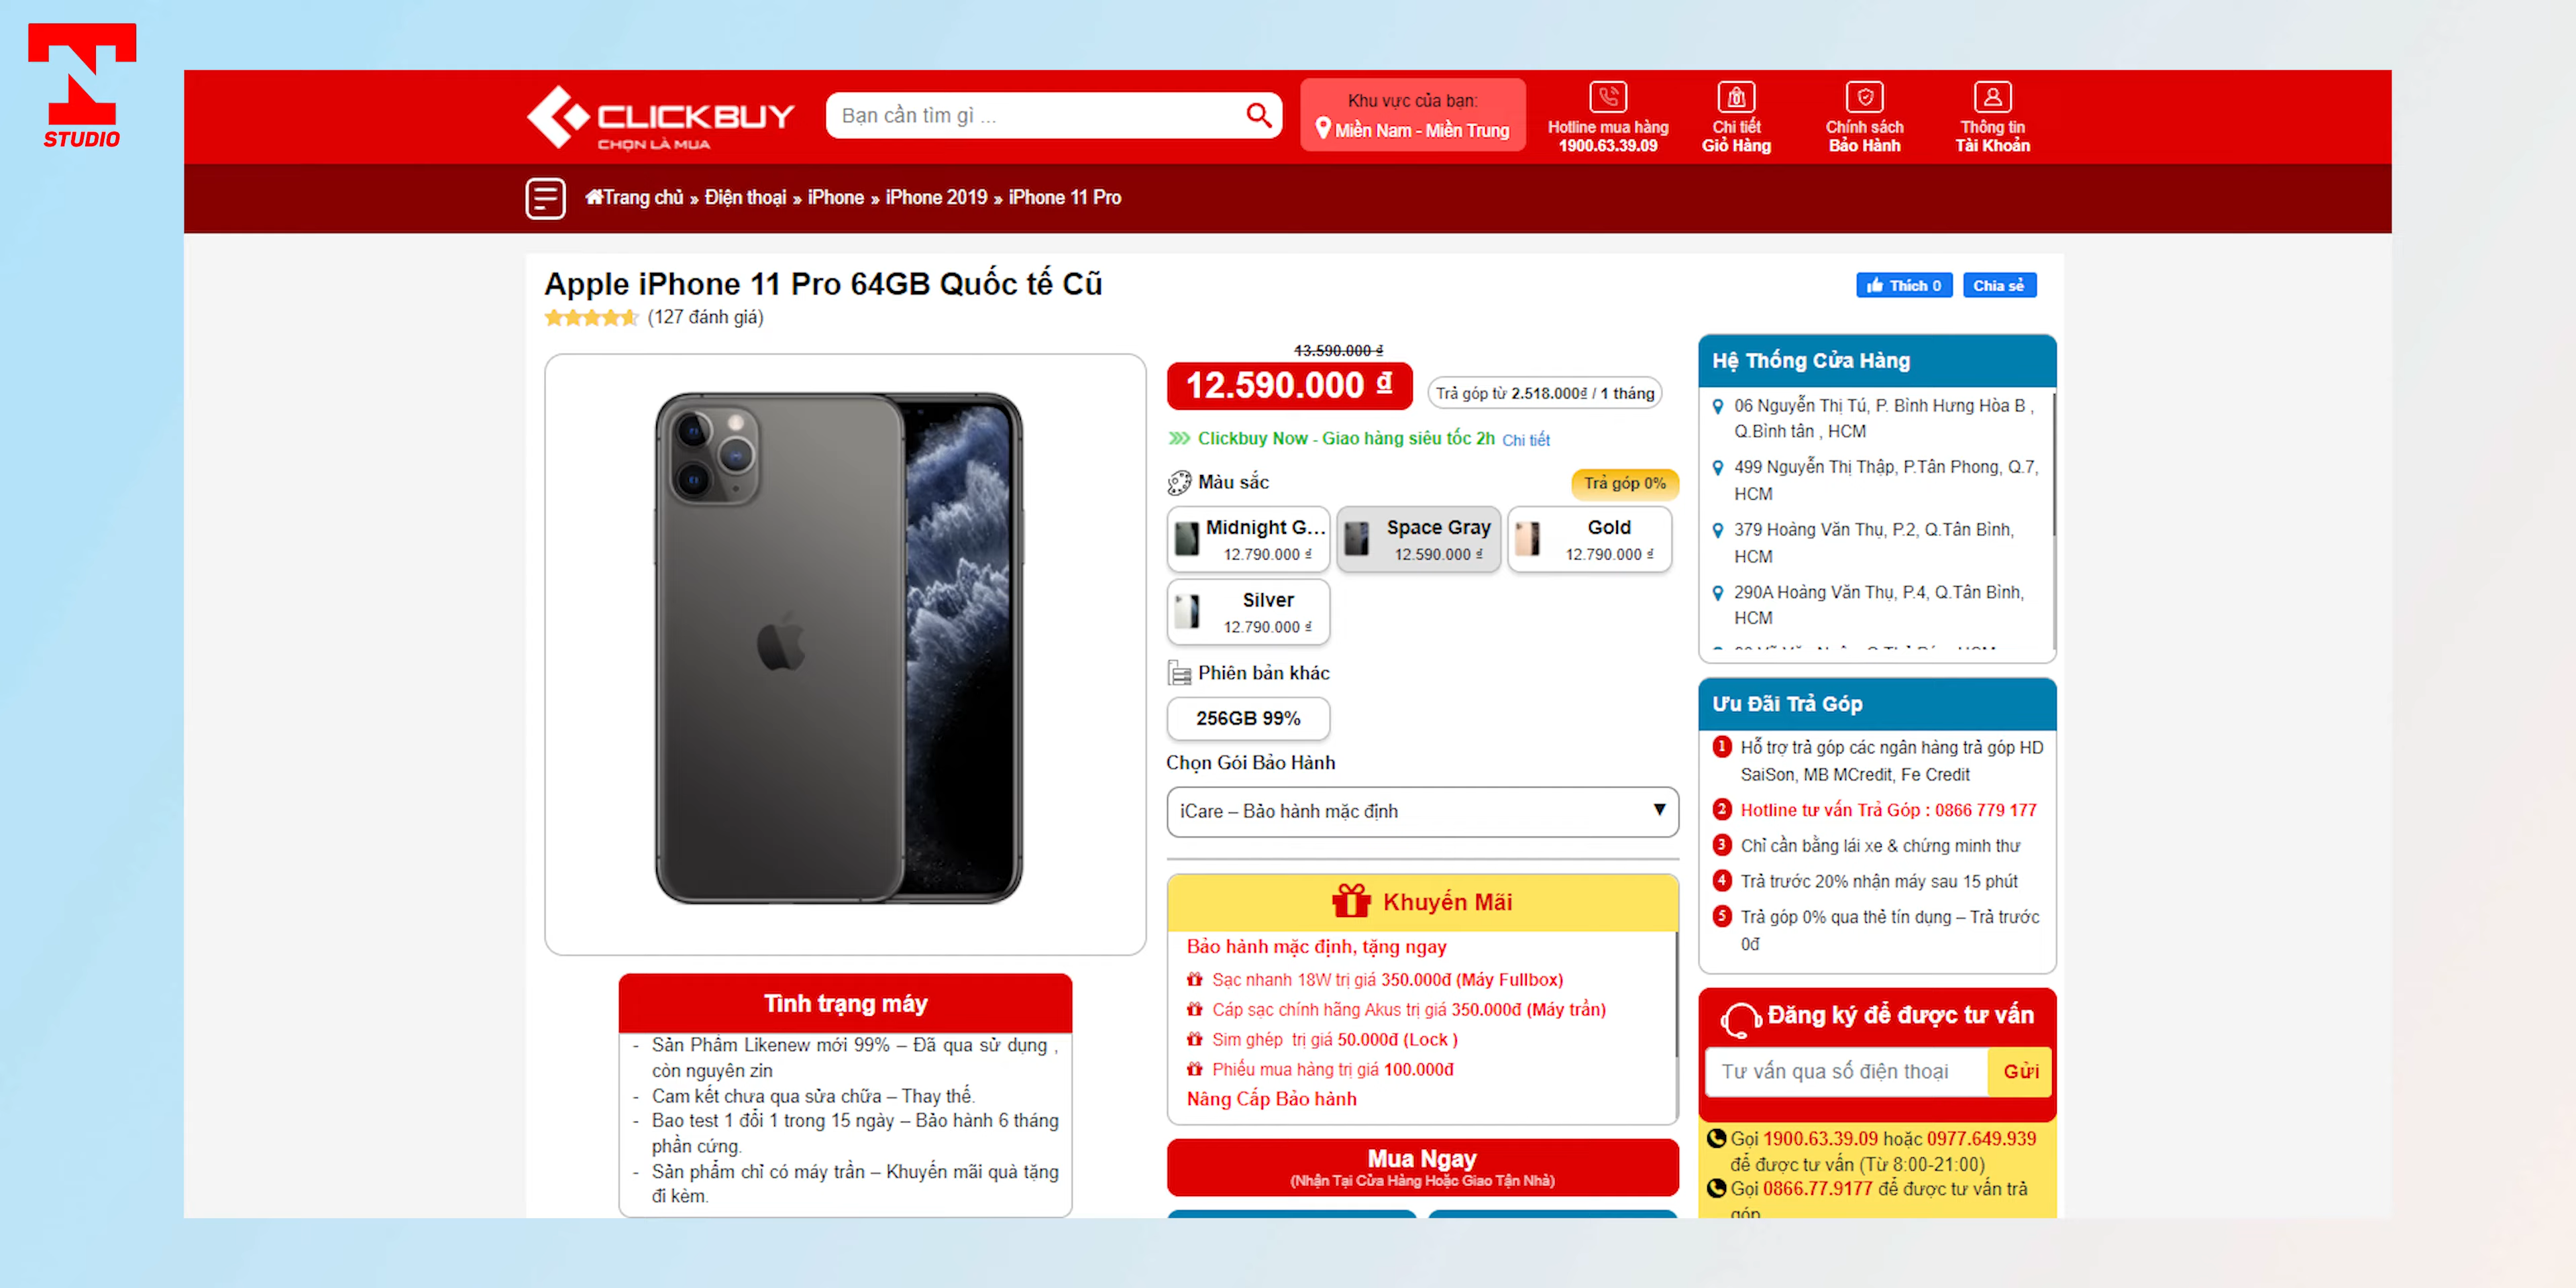 TN
STUDIO
CLICKBUY
CHỌN LÀ MUA
Bạn cần tìm gì ...
Khu vực của bạn:
Miền Nam - Miền Trung
Hotline mua hàng
1900.63.39.09
Chi tiết
Giỏ Hàng
Chính sách
Bảo Hành
Thông tin
Tài Khoản
Trang chủ » Điện thoại » iPhone » iPhone 2019 » iPhone 11 Pro
Apple iPhone 11 Pro 64GB Quốc tế Cũ
(127 đánh giá)
Thích 0
Chia sẻ
13.590.000 ₫
12.590.000 ₫
Trả góp từ 2.518.000₫ / 1 tháng
Clickbuy Now - Giao hàng siêu tốc 2h Chi tiết
Màu sắc
Trả góp 0%
Midnight G...
12.790.000 ₫
Space Gray
12.590.000 ₫
Gold
12.790.000 ₫
Silver
12.790.000 ₫
Phiên bản khác
256GB 99%
Chọn Gói Bảo Hành
iCare – Bảo hành mặc định
Khuyến Mãi
Bảo hành mặc định, tặng ngay
Sạc nhanh 18W trị giá 350.000đ (Máy Fullbox)
Cáp sạc chính hãng Akus trị giá 350.000đ (Máy trần)
Sim ghép trị giá 50.000đ (Lock )
Phiếu mua hàng trị giá 100.000đ
Nâng Cấp Bảo hành
Mua Ngay
(Nhận Tại Cửa Hàng Hoặc Giao Tận Nhà)
Tình trạng máy
- Sản Phẩm Likenew mới 99% – Đã qua sử dụng ,
còn nguyên zin
- Cam kết chưa qua sửa chữa – Thay thế.
- Bao test 1 đổi 1 trong 15 ngày – Bảo hành 6 tháng
phần cứng.
- Sản phẩm chỉ có máy trần – Khuyến mãi quà tặng
đi kèm.
Hệ Thống Cửa Hàng
06 Nguyễn Thị Tú, P. Bình Hưng Hòa B ,
Q.Bình tân , HCM
499 Nguyễn Thị Thập, P.Tân Phong, Q.7,
HCM
379 Hoàng Văn Thụ, P.2, Q.Tân Bình,
HCM
290A Hoàng Văn Thụ, P.4, Q.Tân Bình,
HCM
Ưu Đãi Trả Góp
1 Hỗ trợ trả góp các ngân hàng trả góp HD
SaiSon, MB MCredit, Fe Credit
2 Hotline tư vấn Trả Góp : 0866 779 177
3 Chỉ cần bằng lái xe & chứng minh thư
4 Trả trước 20% nhận máy sau 15 phút
5 Trả góp 0% qua thẻ tín dụng – Trả trước
0đ
Đăng ký để được tư vấn
Tư vấn qua số điện thoại
Gửi
Gọi 1900.63.39.09 hoặc 0977.649.939
để được tư vấn (Từ 8:00-21:00)
Gọi 0866.77.9177 để được tư vấn trả
góp